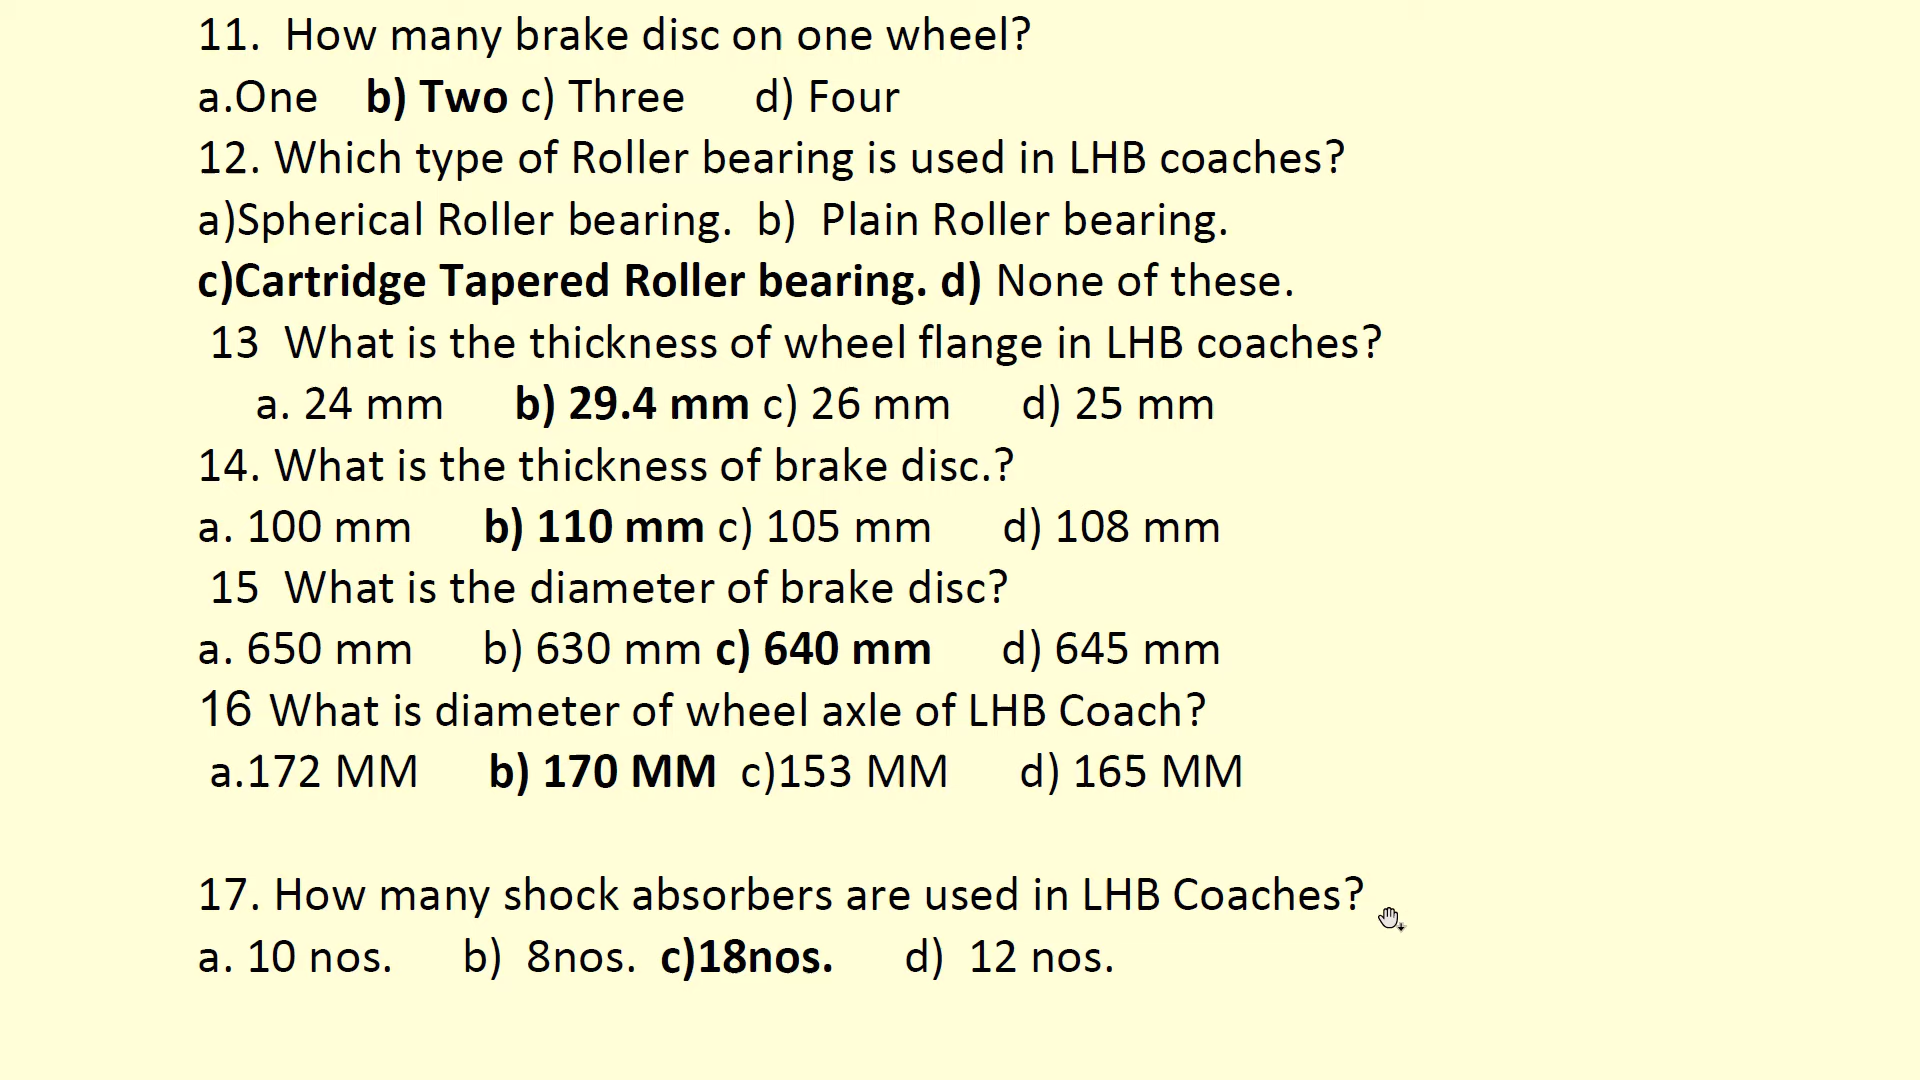 11.  How many brake disc on one wheel?
a.One    b) Two c) Three      d) Four
12. Which type of Roller bearing is used in LHB coaches?
a)Spherical Roller bearing.  b)  Plain Roller bearing.
c)Cartridge Tapered Roller bearing. d) None of these.
13  What is the thickness of wheel flange in LHB coaches?
a. 24 mm      b) 29.4 mm c) 26 mm      d) 25 mm
14. What is the thickness of brake disc.?
a. 100 mm      b) 110 mm c) 105 mm      d) 108 mm
15  What is the diameter of brake disc?
a. 650 mm      b) 630 mm c) 640 mm      d) 645 mm
16 What is diameter of wheel axle of LHB Coach?
a.172 MM      b) 170 MM  c)153 MM      d) 165 MM
17. How many shock absorbers are used in LHB Coaches?
a. 10 nos.      b)  8nos.  c)18nos.      d)  12 nos.